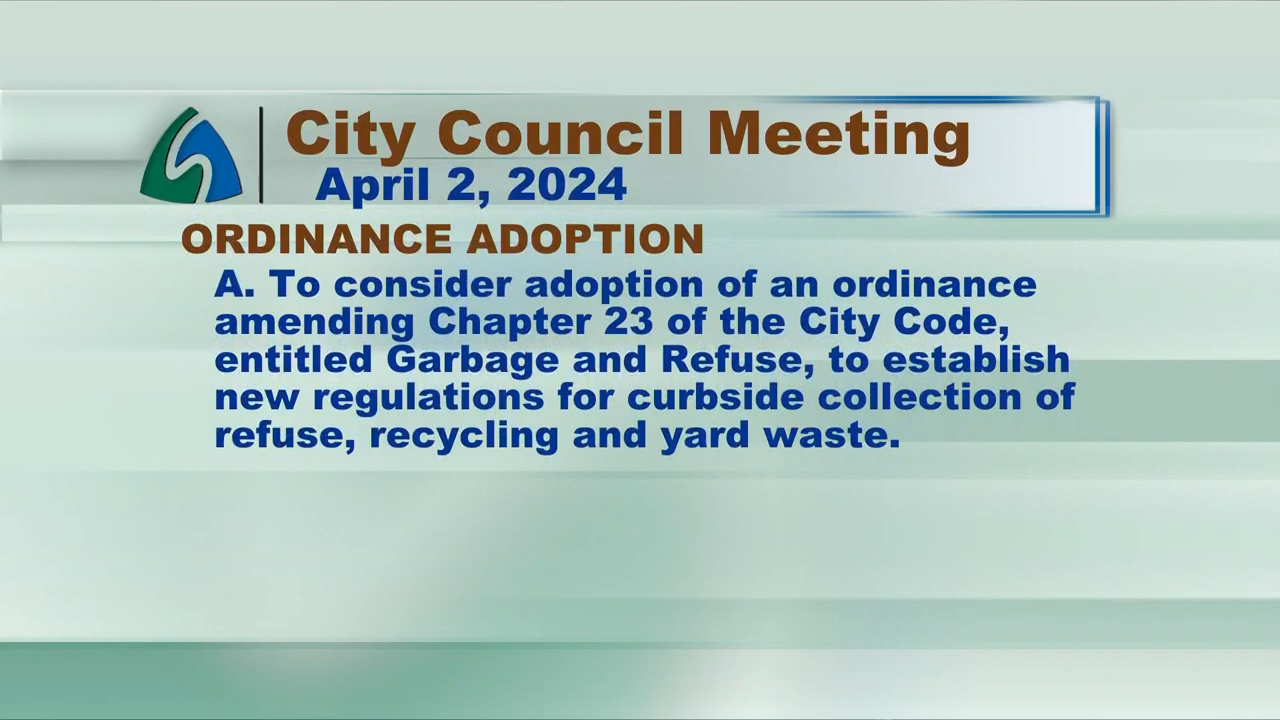 City Council Meeting
April 2, 2024
ORDINANCE ADOPTION
A. To consider adoption of an ordinance
amending Chapter 23 of the City Code,
entitled Garbage and Refuse, to establish
new regulations for curbside collection of
refuse, recycling and yard waste.